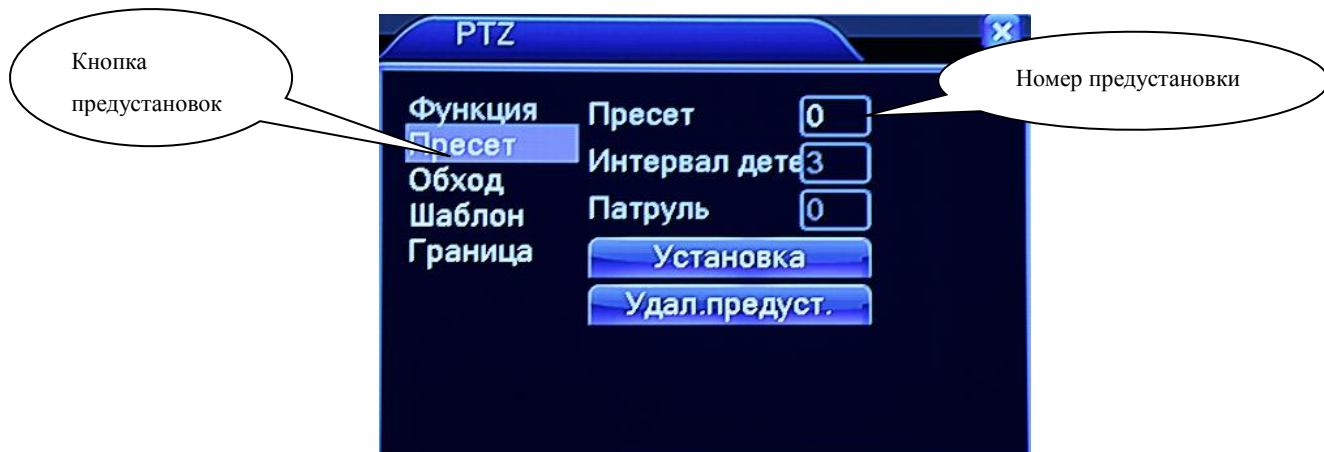 Кнопка
предустановок
PTZ
Номер предустановки
Функция
Пресет
Обход
Шаблон
Граница
Пресет 0
Интервал дете 3
Патруль 0
Установка
Удал.предуст.